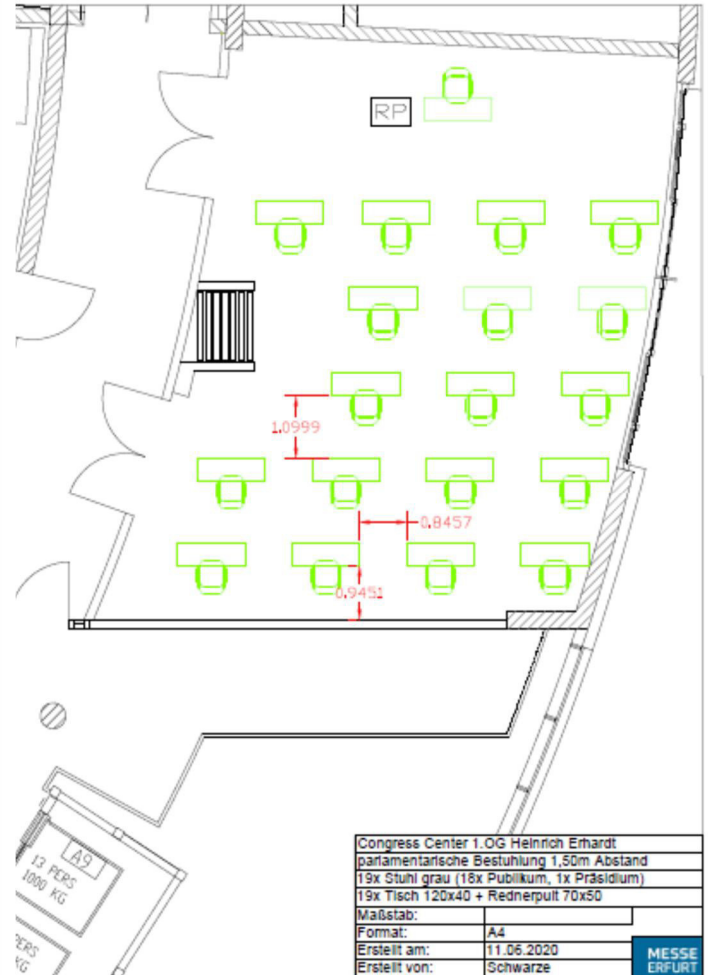 RP
1.0999
0.8457
0.9451
A9
13 PERS
1000 KG
PERS
KG
Congress Center 1.OG Heinrich Erhardt
parlamentarische Bestuhlung 1,50m Abstand
19x Stuhl grau (18x Publikum, 1x Präsidium)
19x Tisch 120x40 + Rednerpult 70x50
Maßstab:
Format: A4
Erstellt am: 11.06.2020
Erstellt von: Schwarze
MESSE
ERFURT